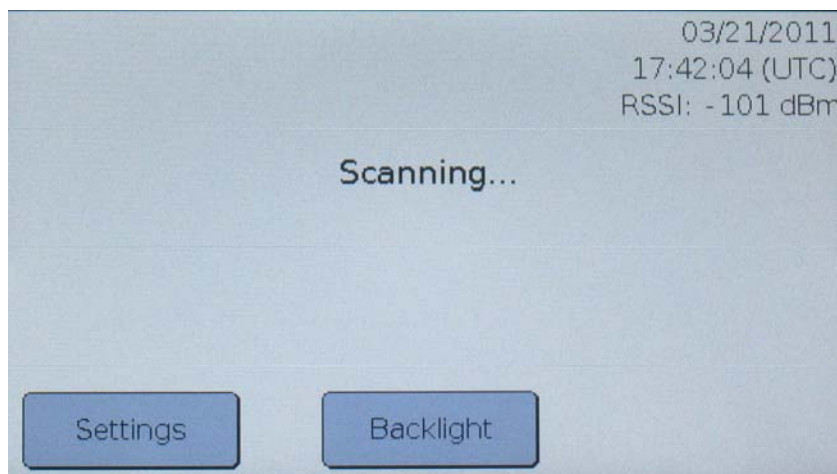 03/21/2011
17:42:04 (UTC)
RSSI: -101 dBm
Scanning...
Settings
Backlight